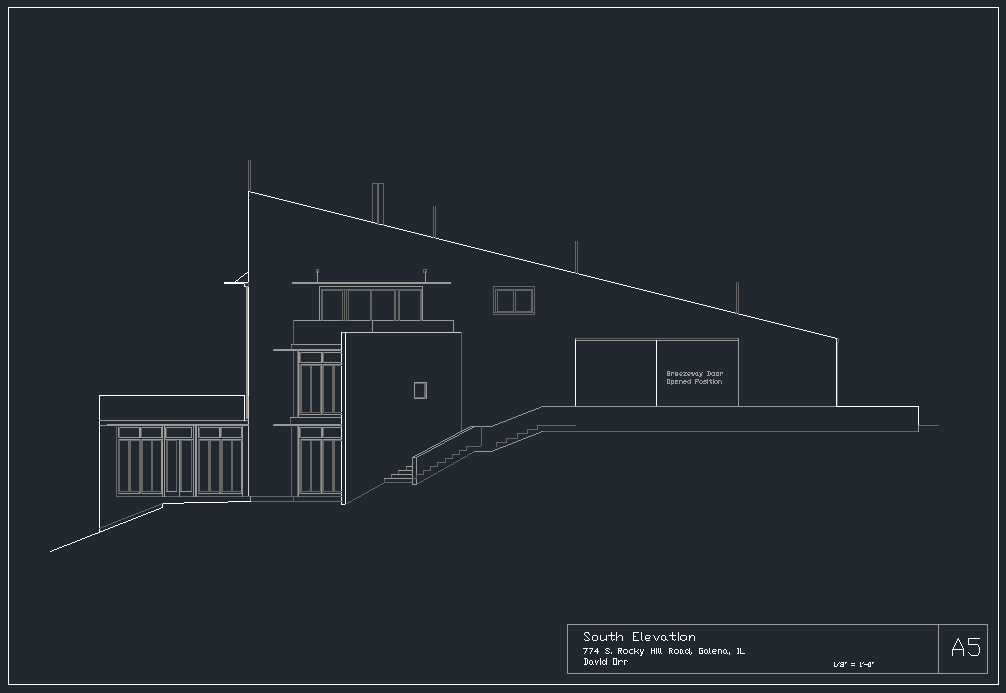 Breezeway Door
Opened Position
South Elevation
774 S. Rocky Hill Road, Galena, IL
David Orr
1/8" = 1'-0"
A5